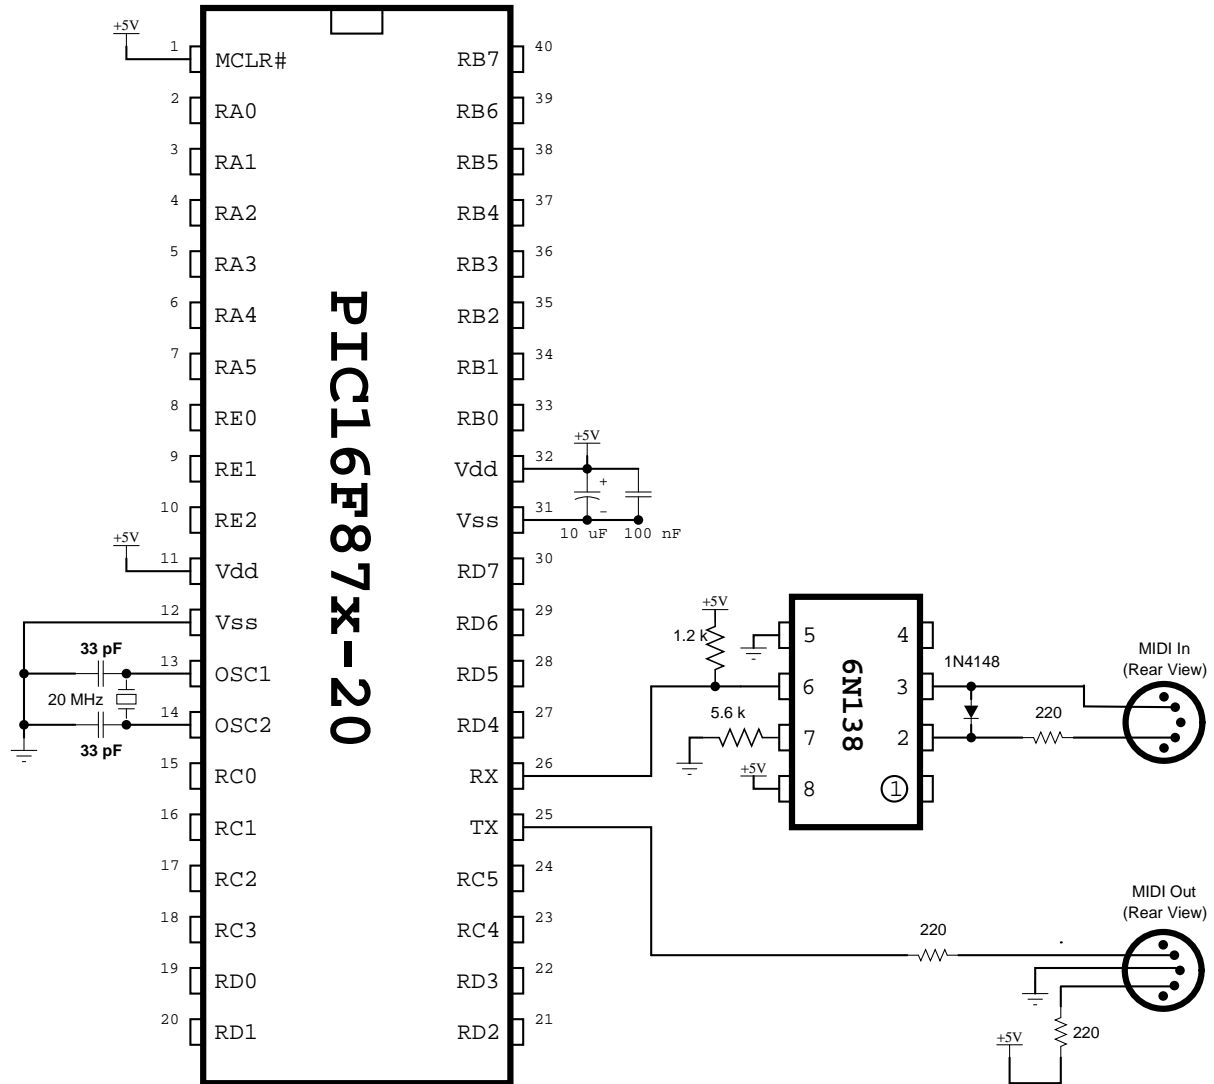 +5V
1 MCLR# RB7 40
2 RA0 RB6 39
3 RA1 RB5 38
4 RA2 RB4 37
5 RA3 RB3 36
6 RA4 RB2 35
7 RA5 RB1 34
8 RE0 RB0 33
+5V
9 RE1 Vdd 32
+
10 RE2 Vss 31
−
10 uF 100 nF
+5V
11 Vdd RD7 30
12 Vss RD6 29
33 pF
13 OSC1 RD5 28
20 MHz
14 OSC2 RD4 27
33 pF
15 RC0 RX 26
16 RC1 TX 25
17 RC2 RC5 24
18 RC3 RC4 23
19 RD0 RD3 22
20 RD1 RD2 21
PIC16F87x-20
+5V
1.2 k
5.6 k
+5V
5 4
6 3
7 2
8 1
6N138
1N4148
220
MIDI In
(Rear View)
MIDI Out
(Rear View)
220
220
+5V